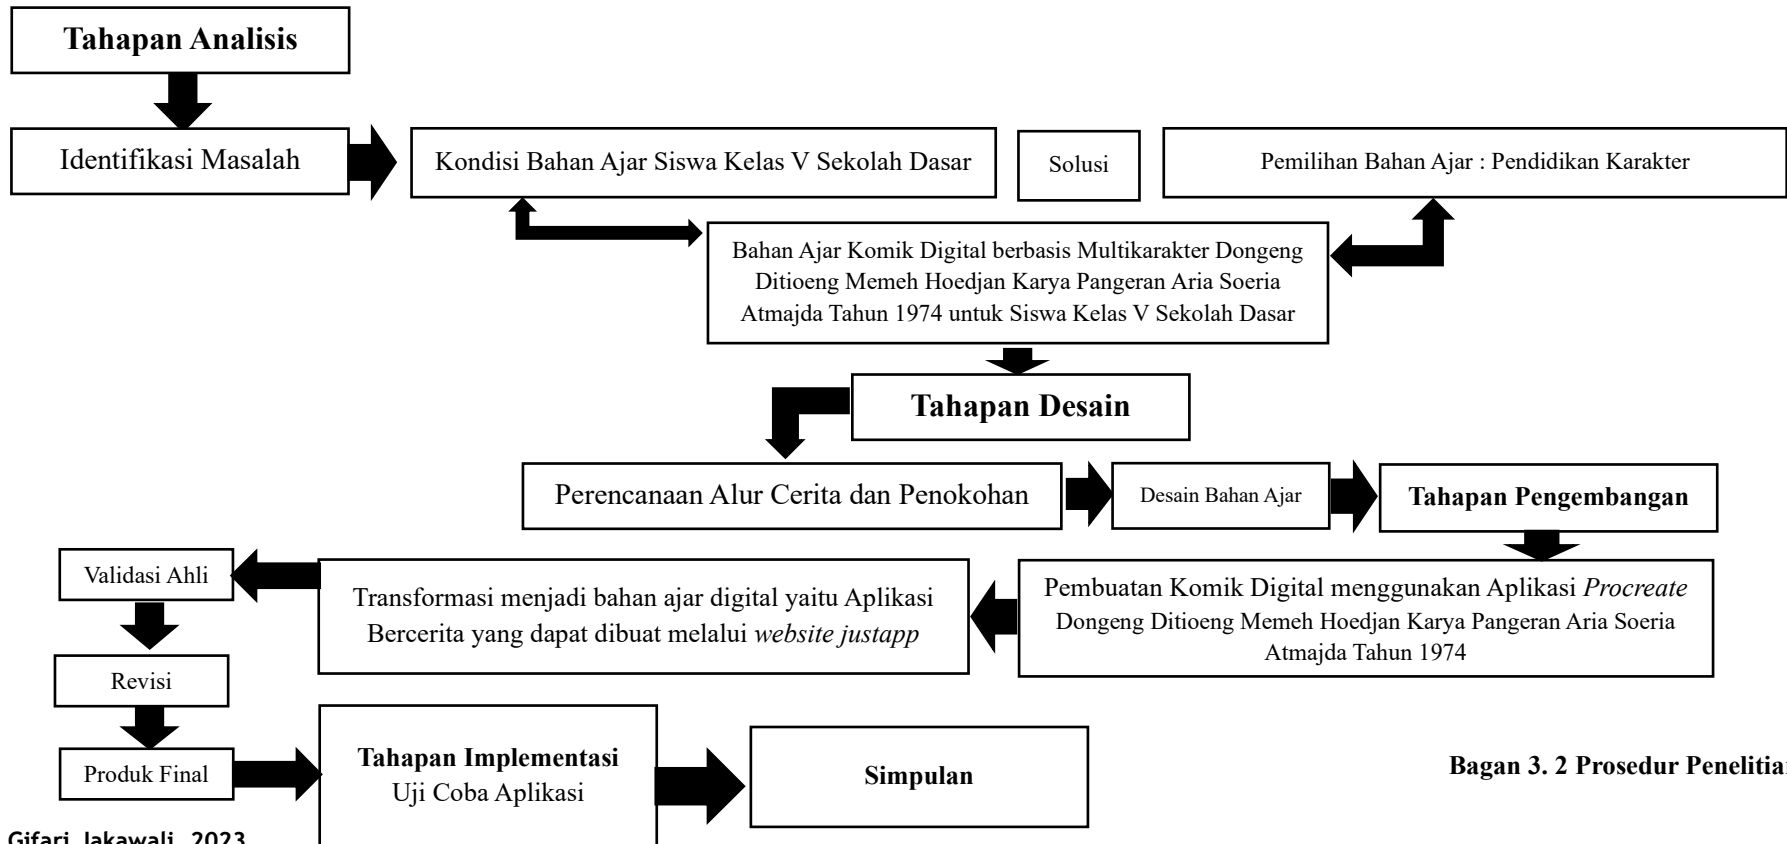 Tahapan Analisis
Identifikasi Masalah
Kondisi Bahan Ajar Siswa Kelas V Sekolah Dasar
Solusi
Pemilihan Bahan Ajar : Pendidikan Karakter
Bahan Ajar Komik Digital berbasis Multikarakter Dongeng
Ditioeng Memeh Hoedjan Karya Pangeran Aria Soeria
Atmajda Tahun 1974 untuk Siswa Kelas V Sekolah Dasar
Tahapan Desain
Perencanaan Alur Cerita dan Penokohan
Desain Bahan Ajar
Tahapan Pengembangan
Pembuatan Komik Digital menggunakan Aplikasi Procreate
Dongeng Ditioeng Memeh Hoedjan Karya Pangeran Aria Soeria
Atmajda Tahun 1974
Transformasi menjadi bahan ajar digital yaitu Aplikasi
Bercerita yang dapat dibuat melalui website justapp
Validasi Ahli
Revisi
Produk Final
Tahapan Implementasi
Uji Coba Aplikasi
Simpulan
Bagan 3. 2 Prosedur Penelitian
Gifari Jakawali, 2023